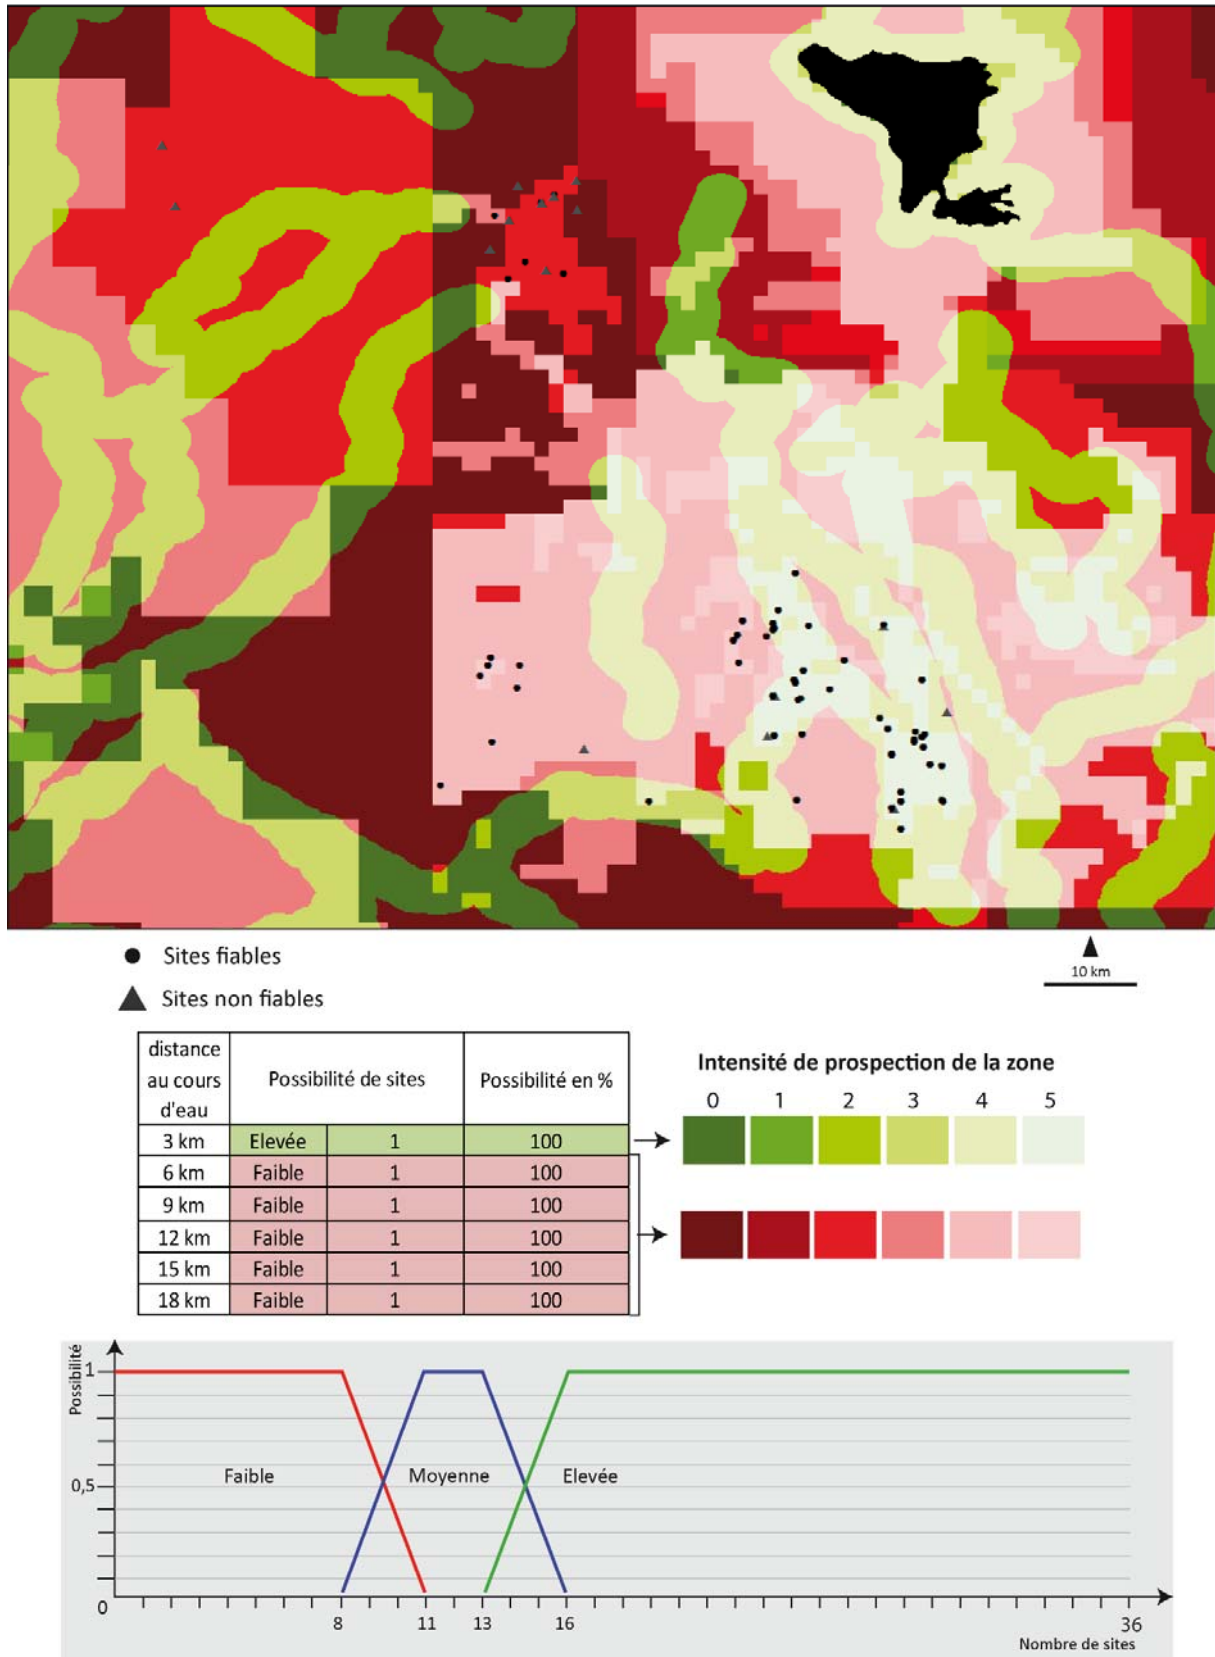 Sites fiables
10 km
Sites non fiables
distance au cours d'eau
Possibilité de sites
Possibilité en %
3 km Elevée 1 100
6 km Faible 1 100
9 km Faible 1 100
12 km Faible 1 100
15 km Faible 1 100
18 km Faible 1 100
Intensité de prospection de la zone
0 1 2 3 4 5
Possibilité
1
0,5
0
Faible
Moyenne
Elevée
8 11 13 16 36
Nombre de sites